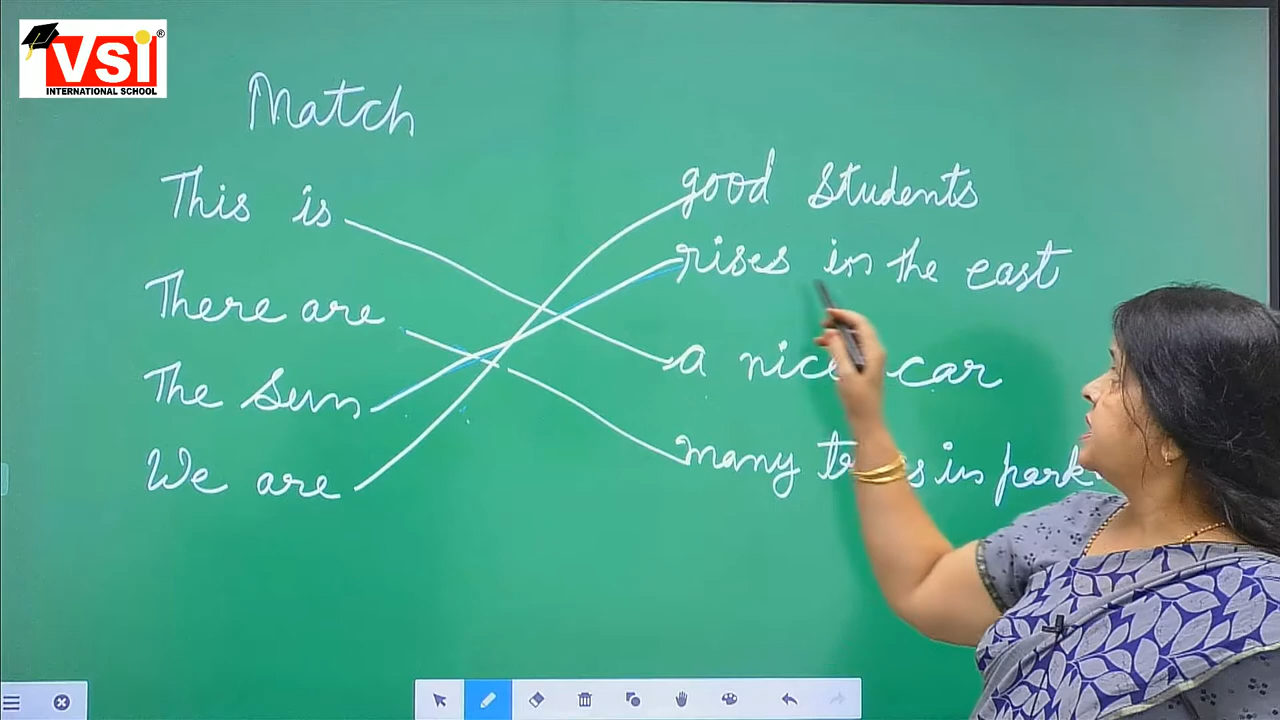 VSI®
INTERNATIONAL SCHOOL
Match
This is
good students
There are
rises in the east
The Sun
a nice car
We are
many trees in park